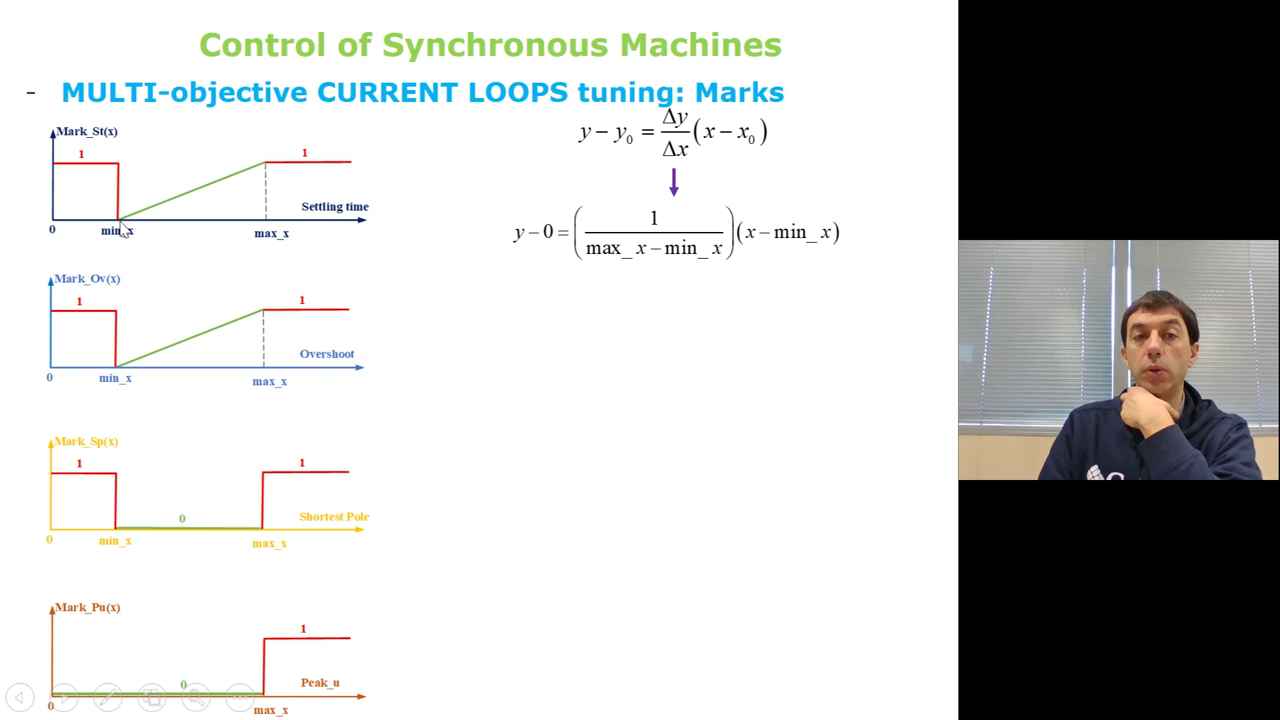 Control of Synchronous Machines
- MULTI-objective CURRENT LOOPS tuning: Marks
Mark_St(x)
1
1
Settling time
0
min_x
max_x
Mark_Ov(x)
1
1
Overshoot
0
min_x
max_x
Mark_Sp(x)
1
1
0
Shortest Pole
0
min_x
max_x
Mark_Pu(x)
1
0
Peak_u
0
max_x
y − y₀ = Δy/Δx (x − x₀)
y − 0 = (1/(max_x − min_x))(x − min_x)